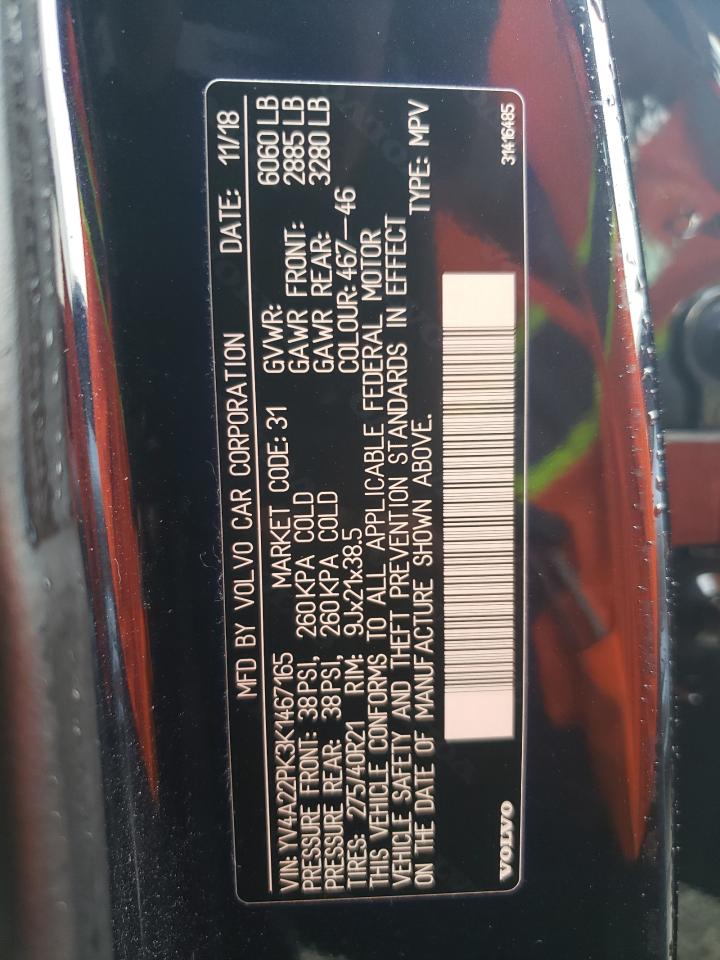 MFD BY VOLVO CAR CORPORATION DATE: 11/18
VIN: YV4A22PK3K1467165 MARKET CODE: 31 GVWR: 6060 LB
PRESSURE FRONT: 38PSI, 260KPA COLD GAWR FRONT: 2885 LB
PRESSURE REAR: 38PSI, 260KPA COLD GAWR REAR: 3280 LB
TIRES: 275/40R21 RIM: 9Jx21x38.5 COLOUR: 467-46
THIS VEHICLE CONFORMS TO ALL APPLICABLE FEDERAL MOTOR
VEHICLE SAFETY AND THEFT PREVENTION STANDARDS IN EFFECT
ON THE DATE OF MANUFACTURE SHOWN ABOVE. TYPE: MPV
VOLVO 31416485